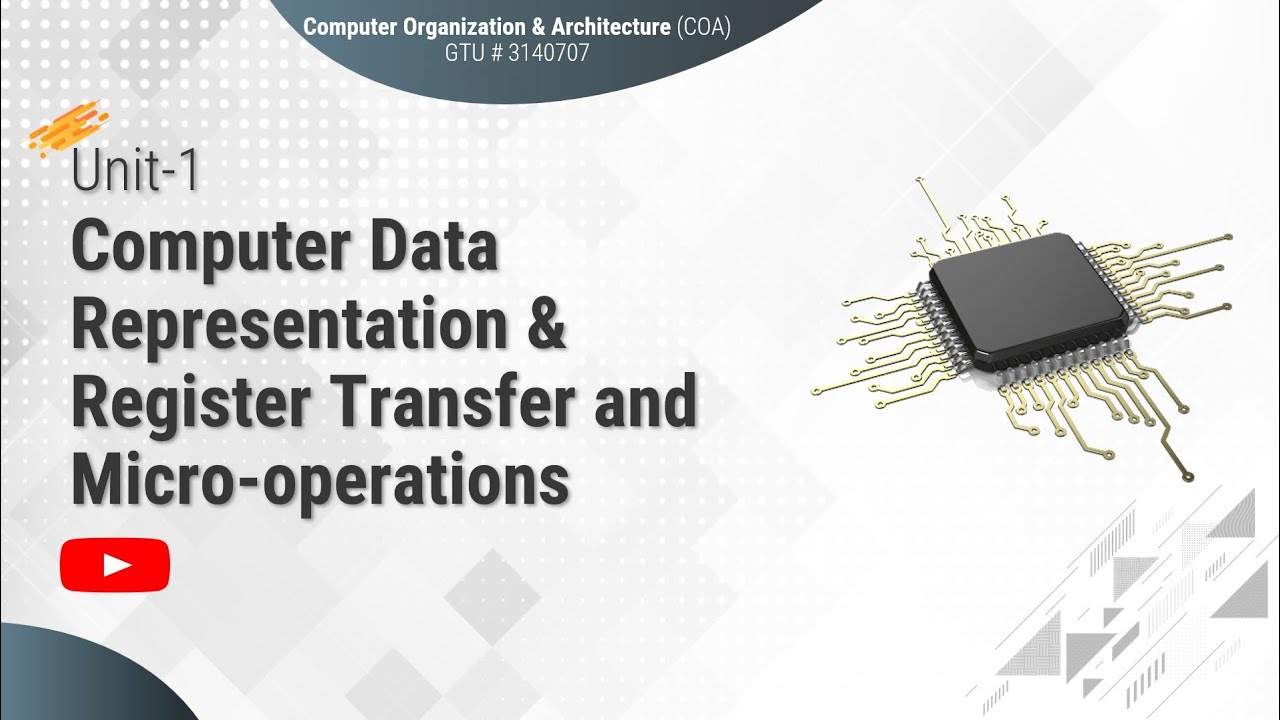 Computer Organization & Architecture (COA)
GTU # 3140707
Unit-1
Computer Data
Representation &
Register Transfer and
Micro-operations